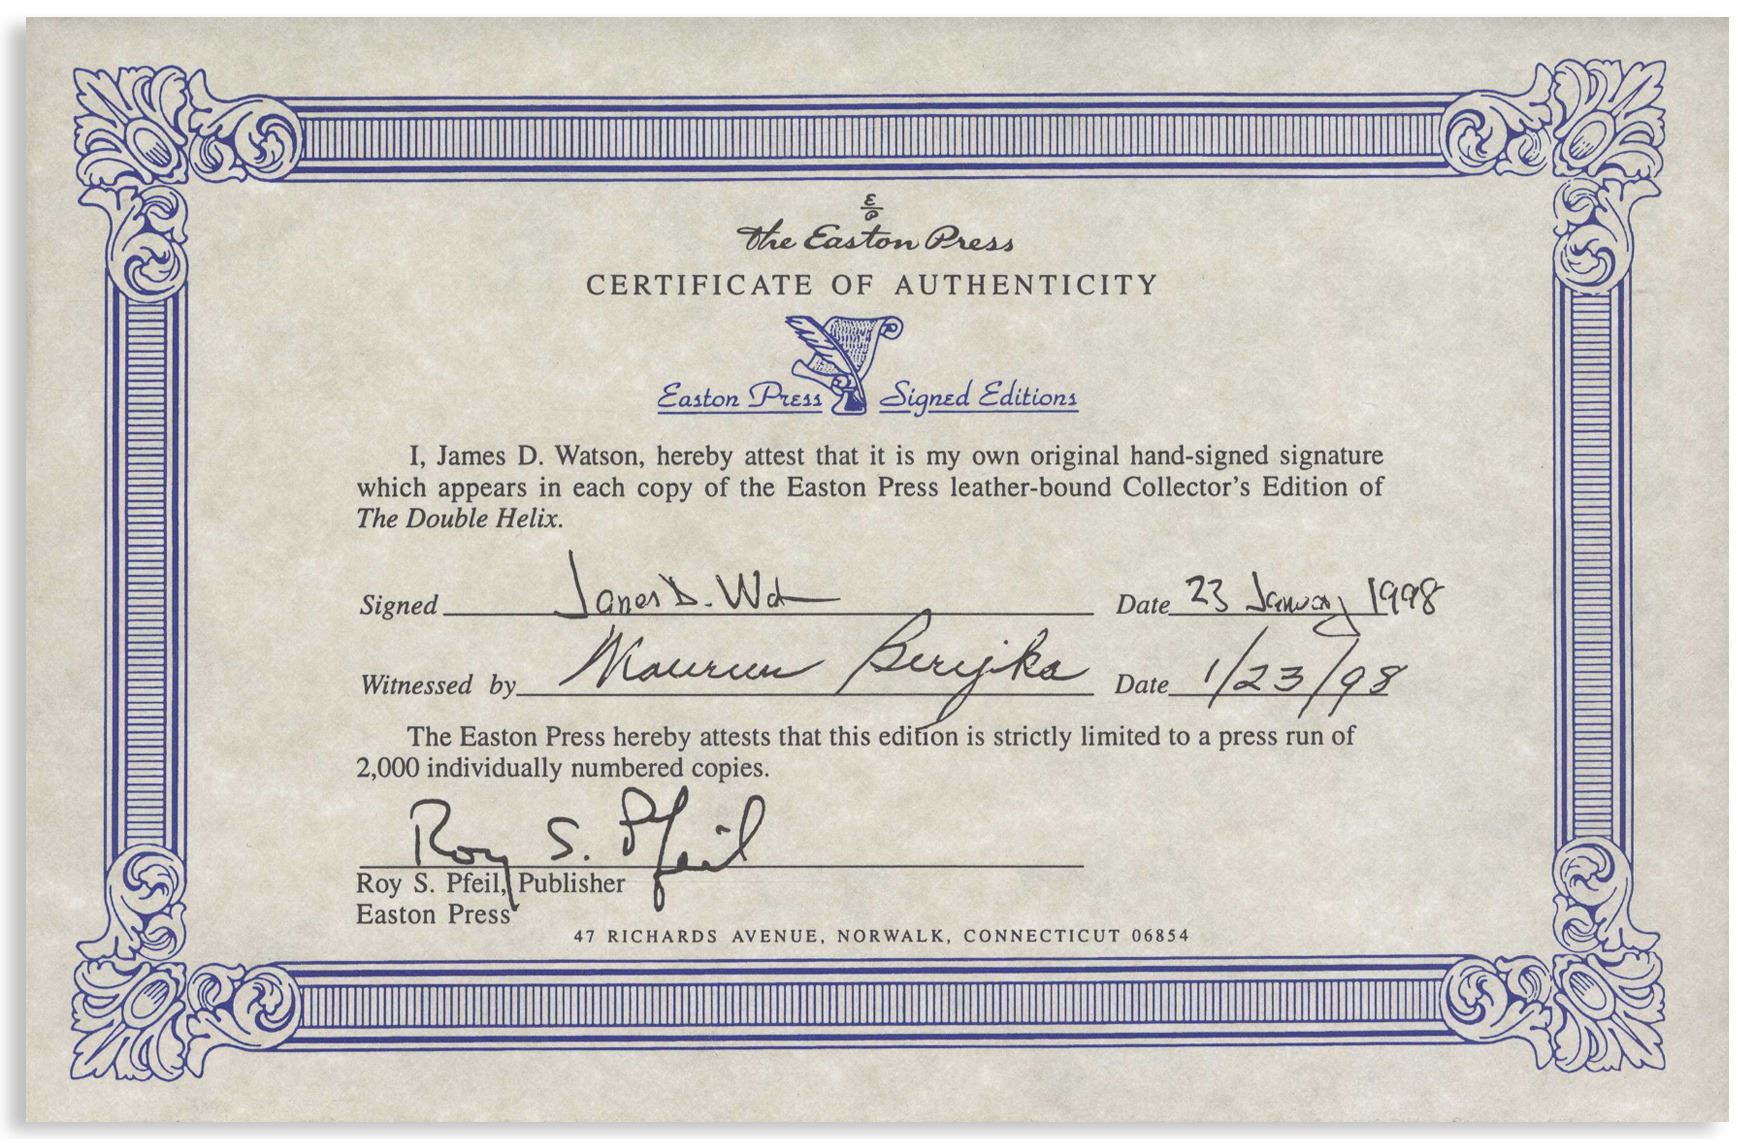 E
P
The Easton Press
CERTIFICATE OF AUTHENTICITY
Easton Press Signed Editions
I, James D. Watson, hereby attest that it is my own original hand-signed signature
which appears in each copy of the Easton Press leather-bound Collector's Edition of
The Double Helix.
Signed James D. Watson Date 23 January 1998
Witnessed by Maureen Date 1/23/98
The Easton Press hereby attests that this edition is strictly limited to a press run of
2,000 individually numbered copies.
Roy S. Pfeil
Roy S. Pfeil, Publisher
Easton Press
47 RICHARDS AVENUE, NORWALK, CONNECTICUT 06854